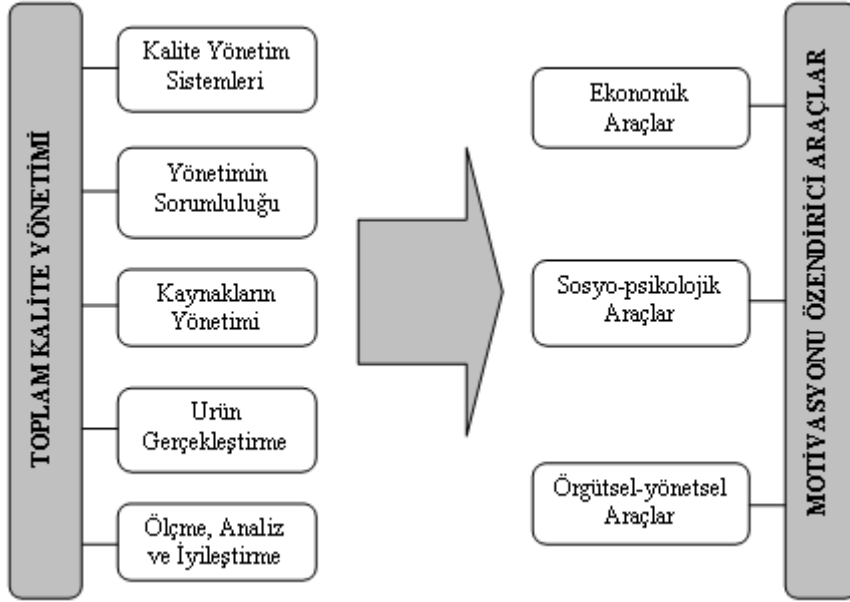 TOPLAM KALİTE YÖNETİMİ
Kalite Yönetim
Sistemleri
Yönetimin
Sorumluluğu
Kaynakların
Yönetimi
Urün
Gerçekleştirme
Ölçme, Analiz
ve İyileştirme
Ekonomik
Araçlar
Sosyo-psikolojik
Araçlar
Örgütsel-yönetsel
Araçlar
MOTİVASYONU ÖZENDİRİCİ ARAÇLAR